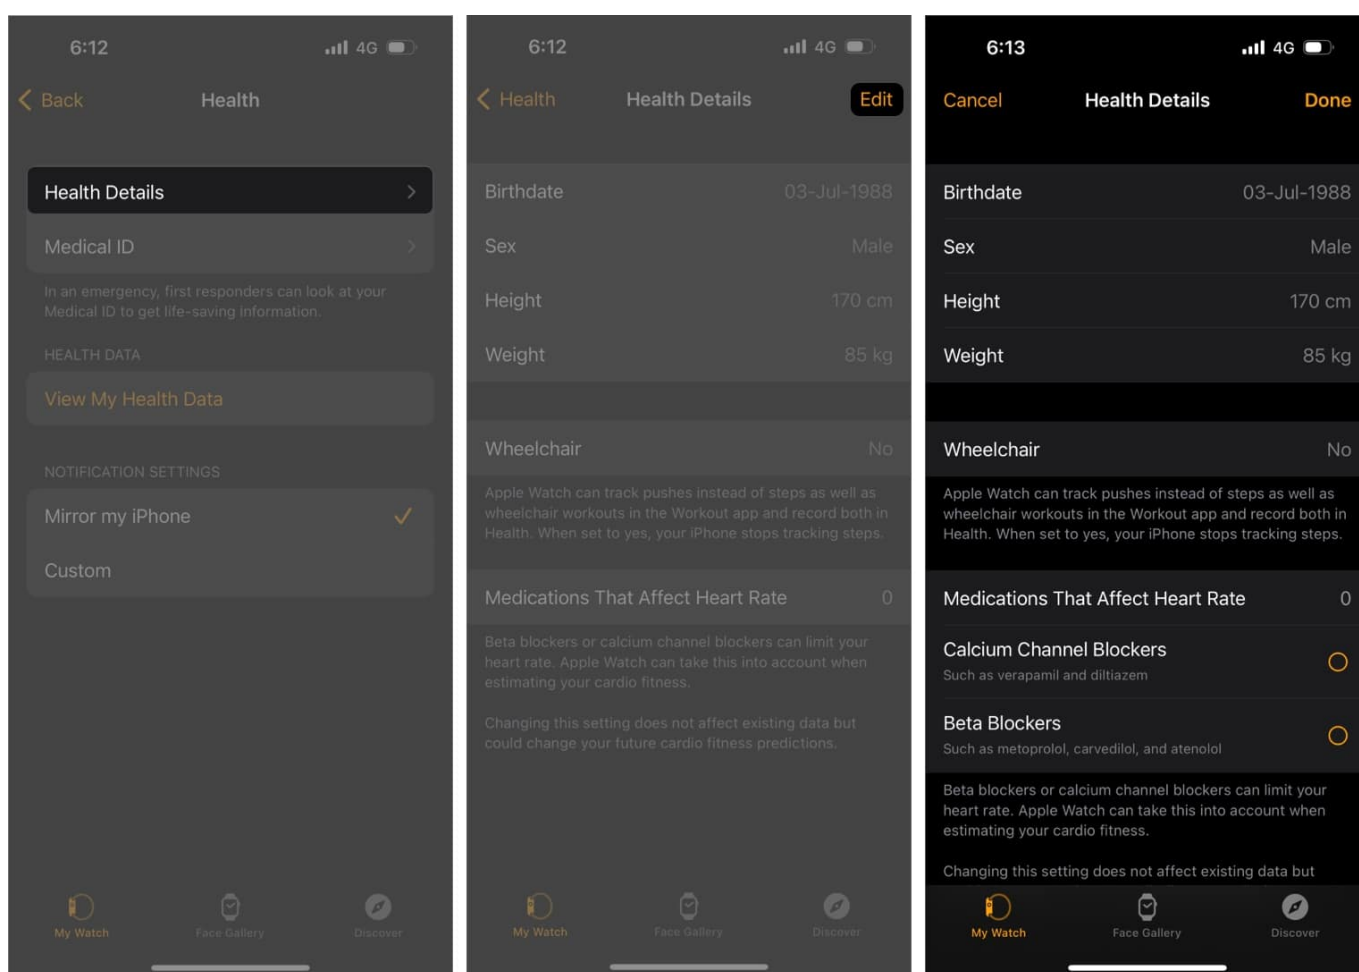 6:12
4G
Back
Health
Health Details
Medical ID
In an emergency, first responders can look at your
Medical ID to get life-saving information.
HEALTH DATA
View My Health Data
NOTIFICATION SETTINGS
Mirror my iPhone
Custom
My Watch
Face Gallery
Discover
6:12
4G
Health
Health Details
Edit
Birthdate 03-Jul-1988
Sex Male
Height 170 cm
Weight 85 kg
Wheelchair No
Apple Watch can track pushes instead of steps as well as
wheelchair workouts in the Workout app and record both in
Health. When set to yes, your iPhone stops tracking steps.
Medications That Affect Heart Rate 0
Beta blockers or calcium channel blockers can limit your
heart rate. Apple Watch can take this into account when
estimating your cardio fitness.
Changing this setting does not affect existing data but
could change your future cardio fitness predictions.
My Watch
Face Gallery
Discover
6:13
4G
Cancel
Health Details
Done
Birthdate 03-Jul-1988
Sex Male
Height 170 cm
Weight 85 kg
Wheelchair No
Apple Watch can track pushes instead of steps as well as
wheelchair workouts in the Workout app and record both in
Health. When set to yes, your iPhone stops tracking steps.
Medications That Affect Heart Rate 0
Calcium Channel Blockers
Such as verapamil and diltiazem
Beta Blockers
Such as metoprolol, carvedilol, and atenolol
Beta blockers or calcium channel blockers can limit your
heart rate. Apple Watch can take this into account when
estimating your cardio fitness.
Changing this setting does not affect existing data but
My Watch
Face Gallery
Discover